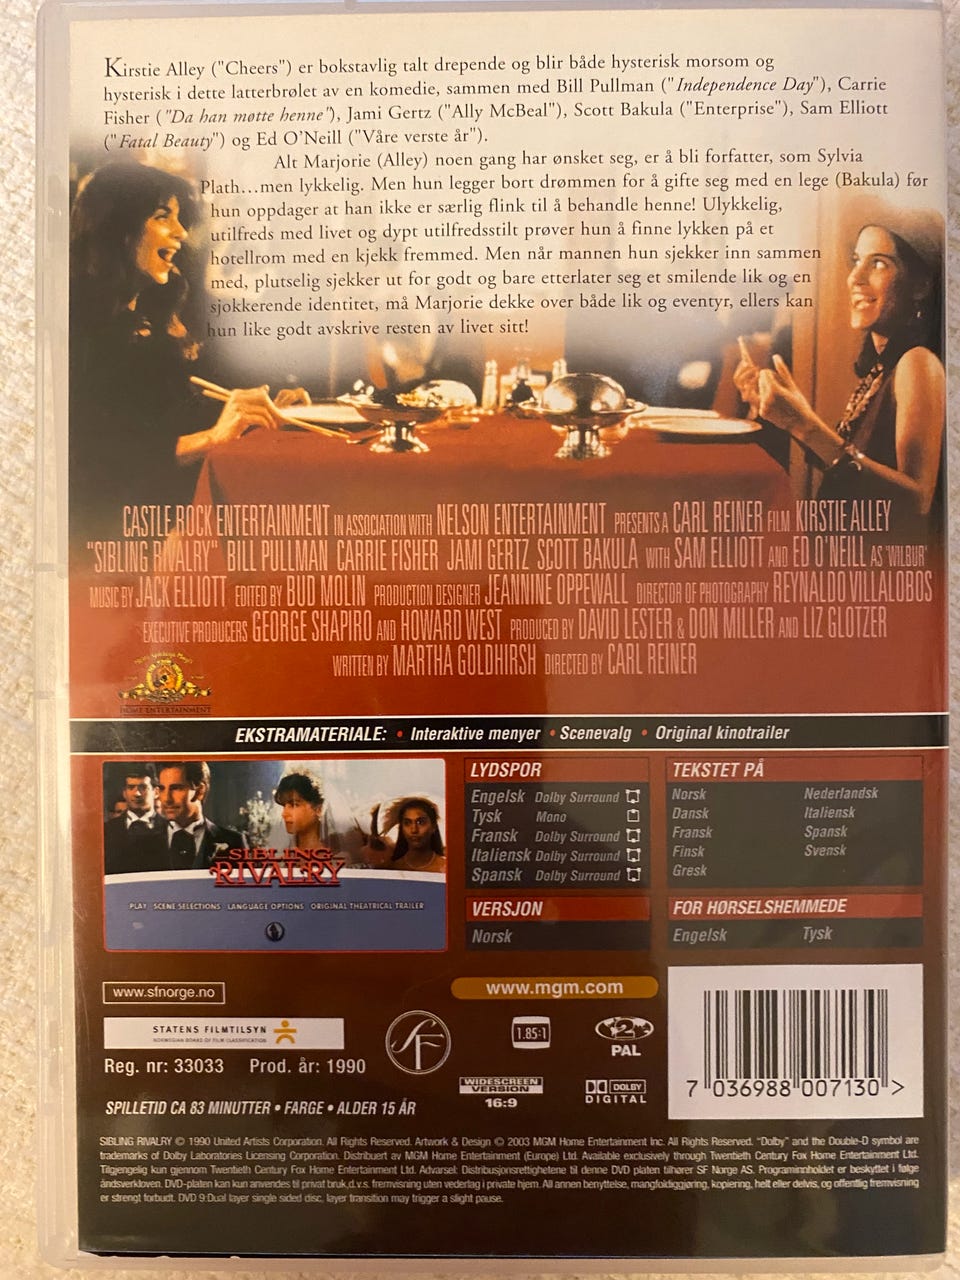 Kirstie Alley ("Cheers") er bokstavlig talt drepende og blir både hysterisk morsom og
hysterisk i dette latterbrølet av en komedie, sammen med Bill Pullman ("Independence Day"), Carrie
Fisher ("Da han møtte henne"), Jami Gertz ("Ally McBeal"), Scott Bakula ("Enterprise"), Sam Elliott
("Fatal Beauty") og Ed O'Neill ("Våre verste år").
Alt Marjorie (Alley) noen gang har ønsket seg, er å bli forfatter, som Sylvia
Plath...men lykkelig. Men hun legger bort drømmen for å gifte seg med en lege (Bakula) før
hun oppdager at han ikke er særlig flink til å behandle henne! Ulykkelig,
utilfreds med livet og dypt utilfredsstilt prøver hun å finne lykken på et
hotellrom med en kjekk fremmed. Men når mannen hun sjekker inn sammen
med, plutselig sjekker ut for godt og bare etterlater seg et smilende lik og en
sjokkerende identitet, må Marjorie dekke over både lik og eventyr, ellers kan
hun like godt avskrive resten av livet sitt!
CASTLE ROCK ENTERTAINMENT IN ASSOCIATION WITH NELSON ENTERTAINMENT PRESENTS A CARL REINER FILM KIRSTIE ALLEY
"SIBLING RIVALRY" BILL PULLMAN CARRIE FISHER JAMI GERTZ SCOTT BAKULA WITH SAM ELLIOTT AND ED O'NEILL AS 'WILBUR'
MUSIC BY JACK ELLIOTT EDITED BY BUD MOLIN PRODUCTION DESIGNER JEANNINE OPPEWALL DIRECTOR OF PHOTOGRAPHY REYNALDO VILLALOBOS
EXECUTIVE PRODUCERS GEORGE SHAPIRO AND HOWARD WEST PRODUCED BY DAVID LESTER & DON MILLER AND LIZ GLOTZER
WRITTEN BY MARTHA GOLDHIRSH DIRECTED BY CARL REINER
HOME ENTERTAINMENT
EKSTRAMATERIALE: • Interaktive menyer • Scenevalg • Original kinotrailer
SIBLING
RIVALRY
PLAY SCENE SELECTIONS LANGUAGE OPTIONS ORIGINAL THEATRICAL TRAILER
LYDSPOR
Engelsk Dolby Surround
Tysk Mono
Fransk Dolby Surround
Italiensk Dolby Surround
Spansk Dolby Surround
VERSJON
Norsk
TEKSTET PÅ
Norsk Nederlandsk
Dansk Italiensk
Fransk Spansk
Finsk Svensk
Gresk
FOR HØRSELSHEMMEDE
Engelsk Tysk
www.sfnorge.no
www.mgm.com
STATENS FILMTILSYN
NORWEGIAN BOARD OF FILM CLASSIFICATION
Reg. nr: 33033 Prod. år: 1990
SF
1.85:1
2
PAL
WIDESCREEN
VERSION
16:9
DOLBY
DIGITAL
7 036988 007130 >
SPILLETID CA 83 MINUTTER • FARGE • ALDER 15 ÅR
SIBLING RIVALRY © 1990 United Artists Corporation. All Rights Reserved. Artwork & Design © 2003 MGM Home Entertainment Inc. All Rights Reserved. "Dolby" and the Double-D symbol are
trademarks of Dolby Laboratories Licensing Corporation. Distribuert av MGM Home Entertainment (Europe) Ltd. Available exclusively through Twentieth Century Fox Home Entertainment Ltd.
Tilgjengelig kun gjennom Twentieth Century Fox Home Entertainment Ltd. Advarsel: Distribusjonsrettighetene til denne DVD platen tilhører SF Norge AS. Programinnholdet er beskyttet i følge
åndsverkloven. DVD-platen kan kun anvendes til privat bruk,d.v.s. fremvisning uten vederlag i private hjem. All annen benyttelse, mangfoldiggjøring, kopiering, helt eller delvis, og offentlig fremvisning
er strengt forbudt. DVD 9:Dual layer single sided disc, layer transition may trigger a slight pause.